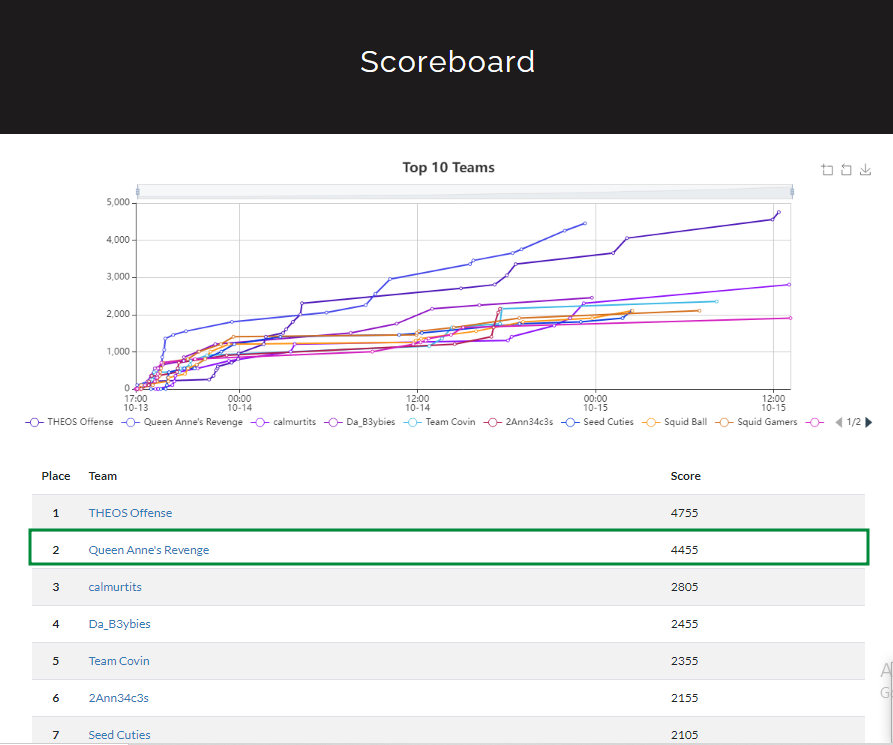 Scoreboard
Top 10 Teams
5,000
4,000
3,000
2,000
1,000
0
17:00 00:00 12:00 00:00 12:00
10-13 10-14 10-14 10-15 10-15
THEOS Offense Queen Anne's Revenge calmurtits Da_B3ybies Team Covin 2Ann34c3s Seed Cuties Squid Ball Squid Gamers 1/2
Place Team Score
1 THEOS Offense 4755
2 Queen Anne's Revenge 4455
3 calmurtits 2805
4 Da_B3ybies 2455
5 Team Covin 2355
6 2Ann34c3s 2155
7 Seed Cuties 2105